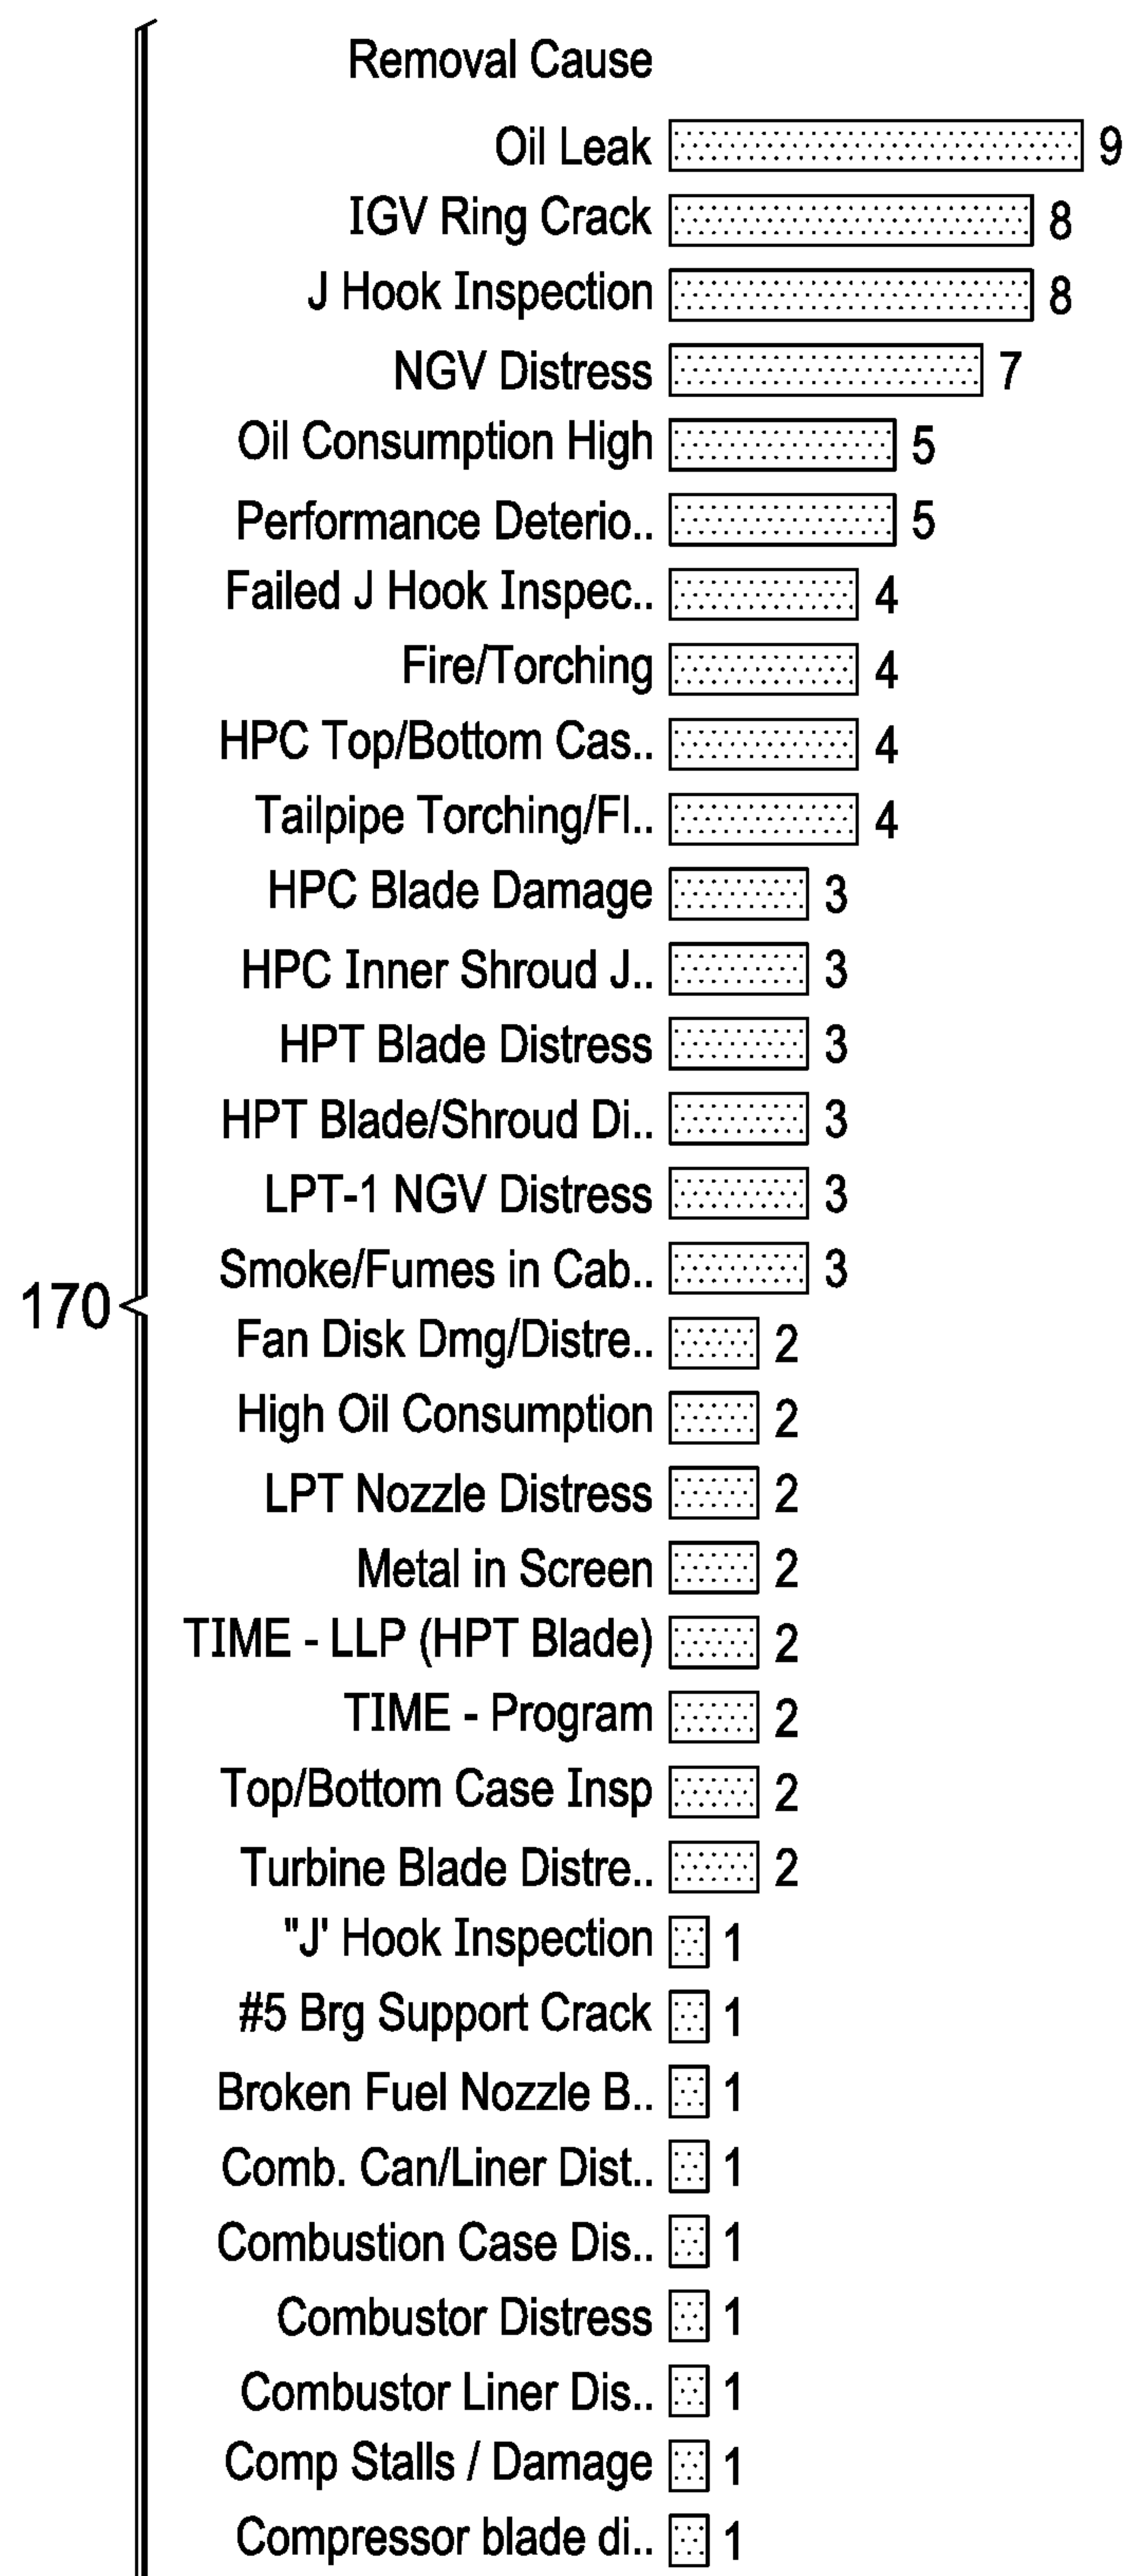 Removal Cause
Oil Leak 9
IGV Ring Crack 8
J Hook Inspection 8
NGV Distress 7
Oil Consumption High 5
Performance Deterio.. 5
Failed J Hook Inspec.. 4
Fire/Torching 4
HPC Top/Bottom Cas.. 4
Tailpipe Torching/Fl.. 4
HPC Blade Damage 3
HPC Inner Shroud J.. 3
HPT Blade Distress 3
HPT Blade/Shroud Di.. 3
LPT-1 NGV Distress 3
Smoke/Fumes in Cab.. 3
170
Fan Disk Dmg/Distre.. 2
High Oil Consumption 2
LPT Nozzle Distress 2
Metal in Screen 2
TIME - LLP (HPT Blade) 2
TIME - Program 2
Top/Bottom Case Insp 2
Turbine Blade Distre.. 2
"J' Hook Inspection 1
#5 Brg Support Crack 1
Broken Fuel Nozzle B.. 1
Comb. Can/Liner Dist.. 1
Combustion Case Dis.. 1
Combustor Distress 1
Combustor Liner Dis.. 1
Comp Stalls / Damage 1
Compressor blade di.. 1